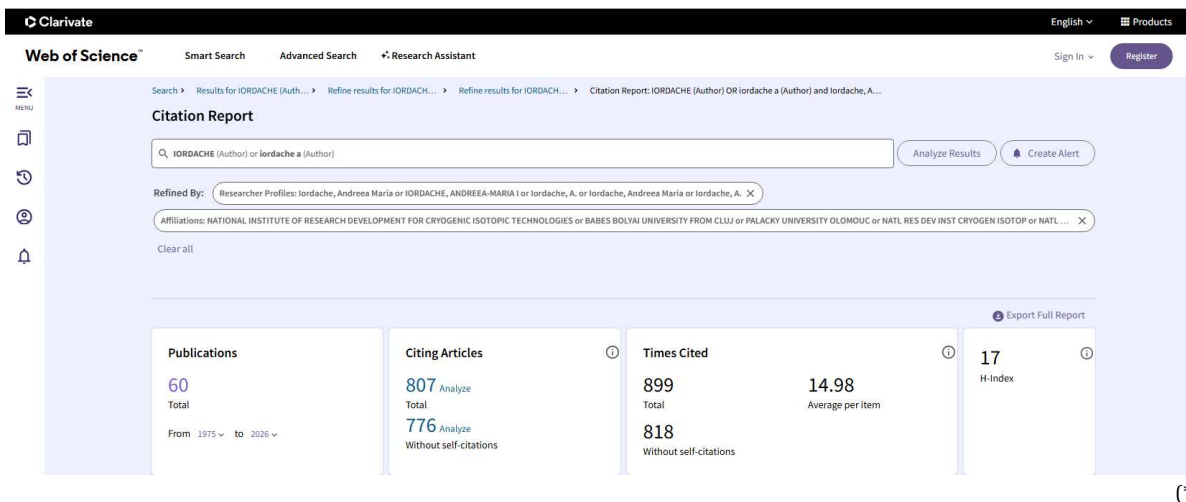 Clarivate English Products
Web of Science™ Smart Search Advanced Search Research Assistant Sign In Register
MENU
Search > Results for IORDACHE (Auth... > Refine results for IORDACH... > Refine results for IORDACH... > Citation Report: IORDACHE (Author) OR iordache a (Author) and Iordache, A...
Citation Report
IORDACHE (Author) or iordache a (Author) Analyze Results Create Alert
Refined By: Researcher Profiles: Iordache, Andreea Maria or IORDACHE, ANDREEA-MARIA I or Iordache, A. or Iordache, Andreea Maria or Iordache, A. X
Affiliations: NATIONAL INSTITUTE OF RESEARCH DEVELOPMENT FOR CRYOGENIC ISOTOPIC TECHNOLOGIES or BABES BOLYAI UNIVERSITY FROM CLUJ or PALACKY UNIVERSITY OLOMOUC or NATL RES DEV INST CRYOGEN ISOTOP or NATL ... X
Clear all
Export Full Report
Publications
60
Total
From 1975 to 2026
Citing Articles
807 Analyze
Total
776 Analyze
Without self-citations
Times Cited
899 14.98
Total Average per item
818
Without self-citations
17
H-Index
(*